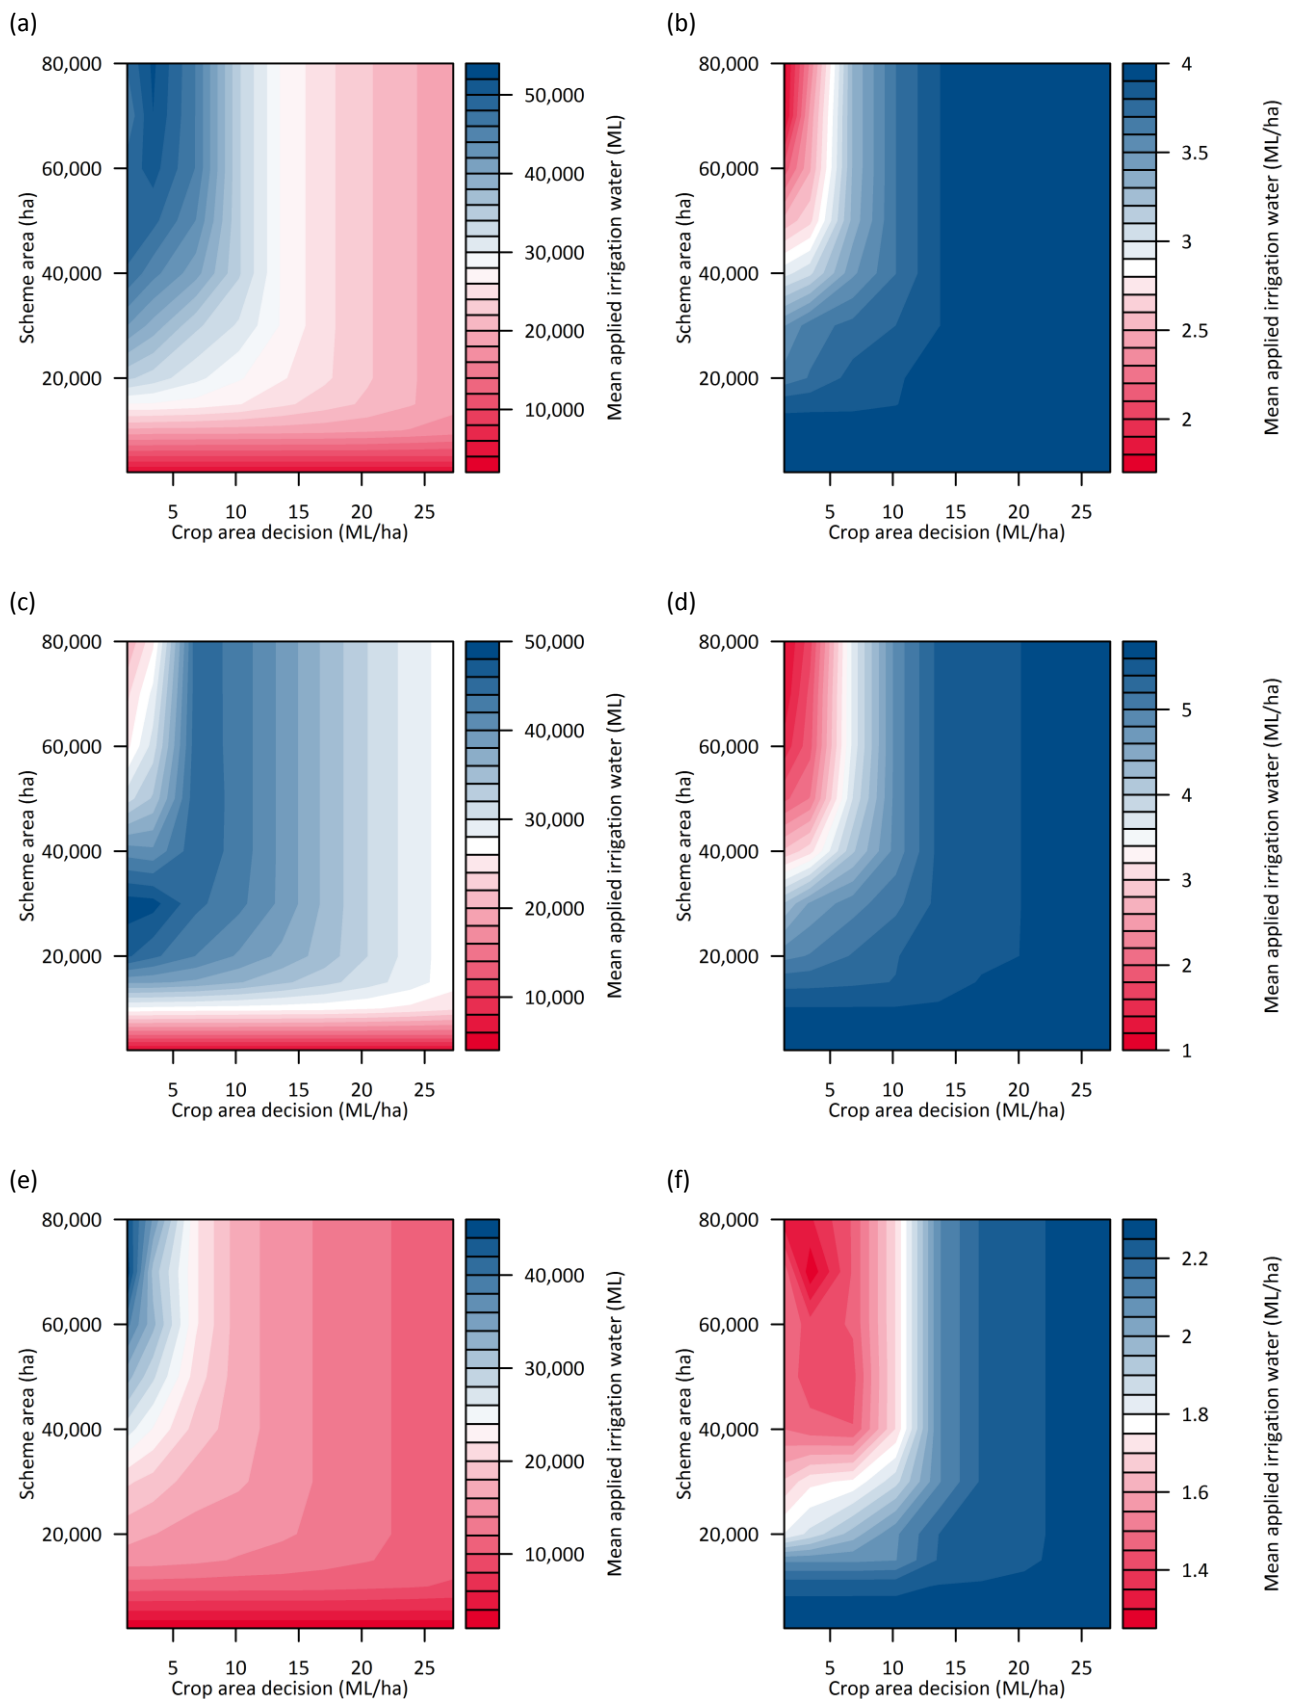 (a)
80,000
60,000
40,000
20,000
Scheme area (ha)
5 10 15 20 25
Crop area decision (ML/ha)
50,000
40,000
30,000
20,000
10,000
Mean applied irrigation water (ML)
(b)
80,000
60,000
40,000
20,000
Scheme area (ha)
5 10 15 20 25
Crop area decision (ML/ha)
4
3.5
3
2.5
2
Mean applied irrigation water (ML/ha)
(c)
80,000
60,000
40,000
20,000
Scheme area (ha)
5 10 15 20 25
Crop area decision (ML/ha)
50,000
40,000
30,000
20,000
10,000
Mean applied irrigation water (ML)
(d)
80,000
60,000
40,000
20,000
Scheme area (ha)
5 10 15 20 25
Crop area decision (ML/ha)
5
4
3
2
1
Mean applied irrigation water (ML/ha)
(e)
80,000
60,000
40,000
20,000
Scheme area (ha)
5 10 15 20 25
Crop area decision (ML/ha)
40,000
30,000
20,000
10,000
Mean applied irrigation water (ML)
(f)
80,000
60,000
40,000
20,000
Scheme area (ha)
5 10 15 20 25
Crop area decision (ML/ha)
2.2
2
1.8
1.6
1.4
Mean applied irrigation water (ML/ha)